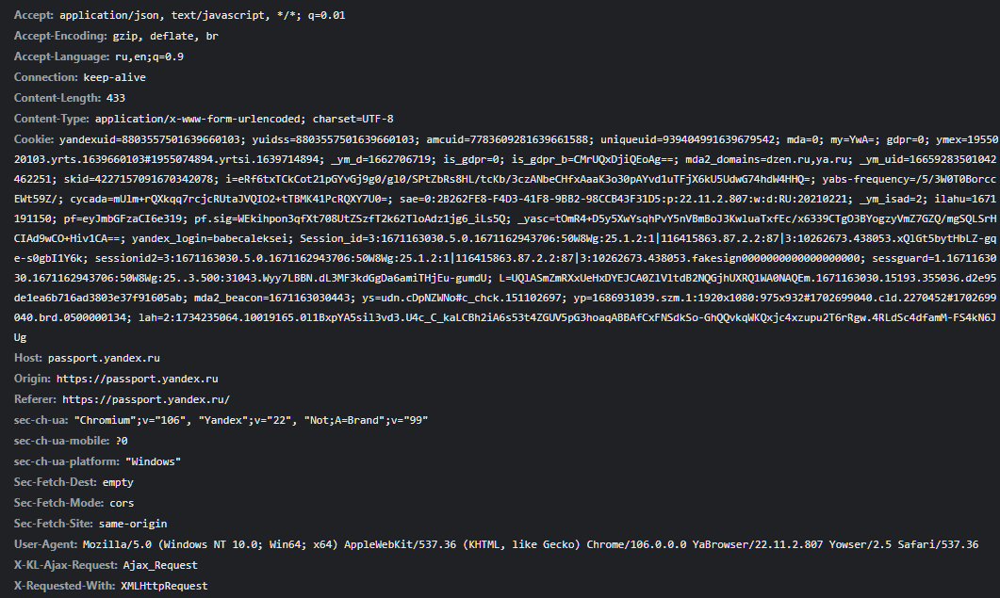 Accept: application/json, text/javascript, */*; q=0.01
Accept-Encoding: gzip, deflate, br
Accept-Language: ru,en;q=0.9
Connection: keep-alive
Content-Length: 433
Content-Type: application/x-www-form-urlencoded; charset=UTF-8
Cookie: yandexuid=8803557501639660103; yuidss=8803557501639660103; amcuid=7783609281639661588; uniqueuid=939404991639679542; mda=0; my=YwA=; gdpr=0; ymex=19550
20103.yrts.1639660103#1955074894.yrtsi.1639714894; _ym_d=1662706719; is_gdpr=0; is_gdpr_b=CMrUQxDjiQEoAg==; mda2_domains=dzen.ru,ya.ru; _ym_uid=16659283501042
462251; skid=4227157091670342078; i=eRf6txTCkCot21pGYvGj9g0/gl0/SPtZbRs8HL/tcKb/3czANbeCHfxAaaK3o30pAYvd1uTFjX6kU5UdwG74hdW4HHQ=; yabs-frequency=/5/3W0T0Borcc
EWt59Z/; cycada=mUlm+rQXkqq7rcjcRUtaJVQIO2+tTBMK41PcRQXY7U0=; sae=0:2B262FE8-F4D3-41F8-9BB2-98CCB43F31D5:p:22.11.2.807:w:d:RU:20210221; _ym_isad=2; ilahu=1671
191150; pf=eyJmbGFzaCI6e319; pf.sig=WEkihpon3qfXt708UtZSzfT2k62TloAdz1jg6_iLs5Q; _yasc=tOmR4+D5y5XwYsqhPvY5nVBmBoJ3KwluaTxfEc/x6339CTgO3BYogzyVmZ7GZQ/mgSQLSrH
CIAd9wCO+Hiv1CA==; yandex_login=babecaleksei; Session_id=3:1671163030.5.0.1671162943706:50W8Wg:25.1.2:1|116415863.87.2.2:87|3:10262673.438053.xQlGt5bytHbLZ-gq
e-s0gbI1Y6k; sessionid2=3:1671163030.5.0.1671162943706:50W8Wg:25.1.2:1|116415863.87.2.2:87|3:10262673.438053.fakesign0000000000000000000; sessguard=1.16711630
30.1671162943706:50W8Wg:25..3.500:31043.Wyy7LBBN.dL3MF3kdGgDa6amiTHjEu-gumdU; L=UQlASmZmRXxUeHxDYEJCA0ZlVltdB2NQGjhUXRQ1WA0NAQEm.1671163030.15193.355036.d2e95
de1ea6b716ad3803e37f91605ab; mda2_beacon=1671163030443; ys=udn.cDpNZWNo#c_chck.151102697; yp=1686931039.szm.1:1920x1080:975x932#1702699040.cld.2270452#1702699
040.brd.0500000134; lah=2:1734235064.10019165.0l1BxpYA5sil3vd3.U4c_C_kaLCBh2iA6s53t4ZGUV5pG3hoaqABBAfCxFNSdkSo-GhQQvkqWKQxjc4xzupu2T6rRgw.4RLdSc4dfamM-FS4kN6J
Ug
Host: passport.yandex.ru
Origin: https://passport.yandex.ru
Referer: https://passport.yandex.ru/
sec-ch-ua: "Chromium";v="106", "Yandex";v="22", "Not;A=Brand";v="99"
sec-ch-ua-mobile: ?0
sec-ch-ua-platform: "Windows"
Sec-Fetch-Dest: empty
Sec-Fetch-Mode: cors
Sec-Fetch-Site: same-origin
User-Agent: Mozilla/5.0 (Windows NT 10.0; Win64; x64) AppleWebKit/537.36 (KHTML, like Gecko) Chrome/106.0.0.0 YaBrowser/22.11.2.807 Yowser/2.5 Safari/537.36
X-KL-Ajax-Request: Ajax_Request
X-Requested-With: XMLHttpRequest